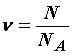 ν = N / N_A